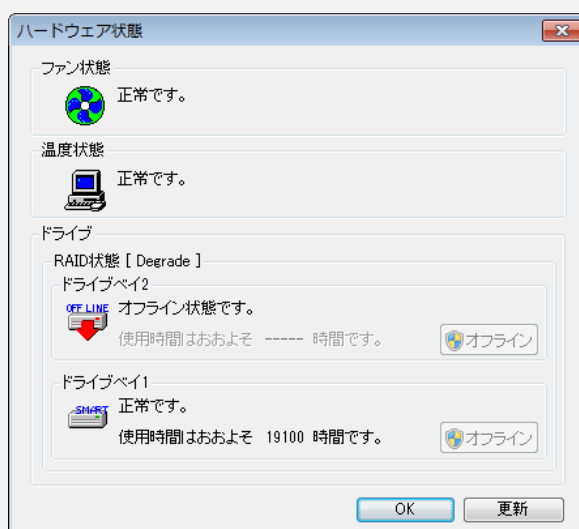 ハードウェア状態
ファン状態
正常です。
温度状態
正常です。
ドライブ
RAID状態 [ Degrade ]
ドライブベイ2
OFF LINE
オフライン状態です。
使用時間はおおよそ ----- 時間です。
オフライン
ドライブベイ1
SMART
正常です。
使用時間はおおよそ 19100 時間です。
オフライン
OK
更新